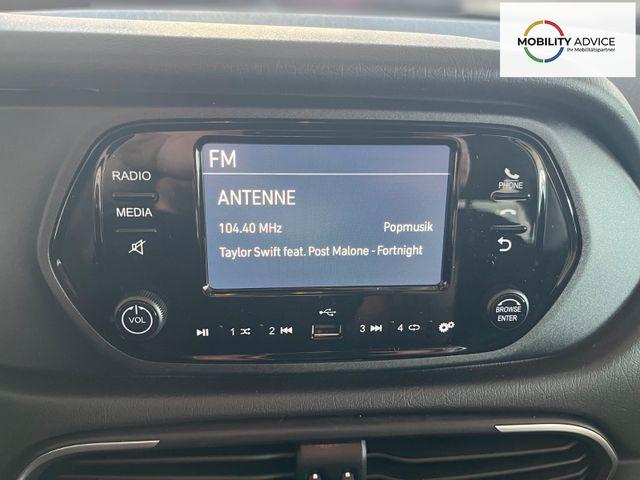 MOBILITY ADVICE
Ihr Mobilitätspartner
FM
RADIO
ANTENNE
PHONE
MEDIA
104.40 MHz Popmusik
Taylor Swift feat. Post Malone - Fortnight
VOL
1 2 3 4
BROWSE
ENTER